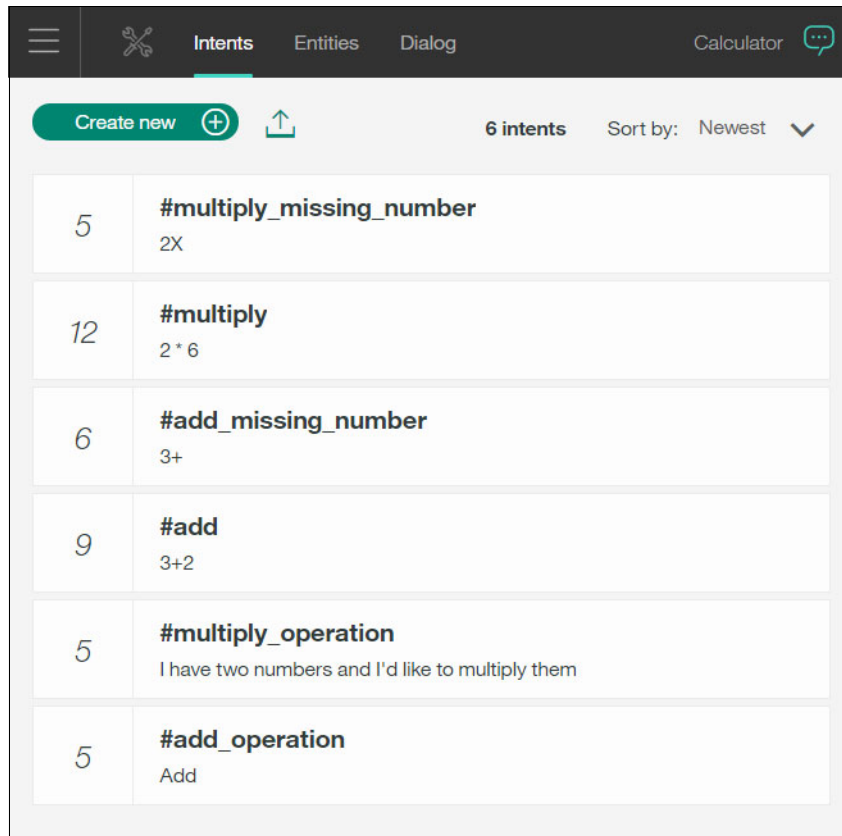 Intents Entities Dialog Calculator
Create new 6 intents Sort by: Newest
5 #multiply_missing_number
2X
12 #multiply
2 * 6
6 #add_missing_number
3+
9 #add
3+2
5 #multiply_operation
I have two numbers and I'd like to multiply them
5 #add_operation
Add